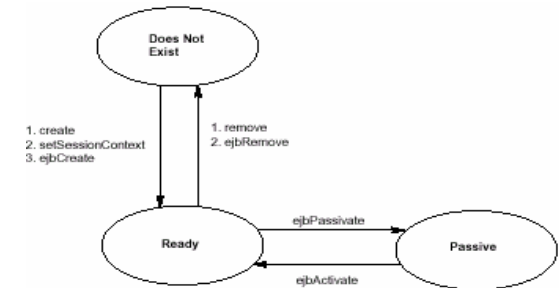 Does Not
Exist
1. create
2. setSessionContext
3. ejbCreate
1. remove
2. ejbRemove
ejbPassivate
Ready
Passive
ejbActivate